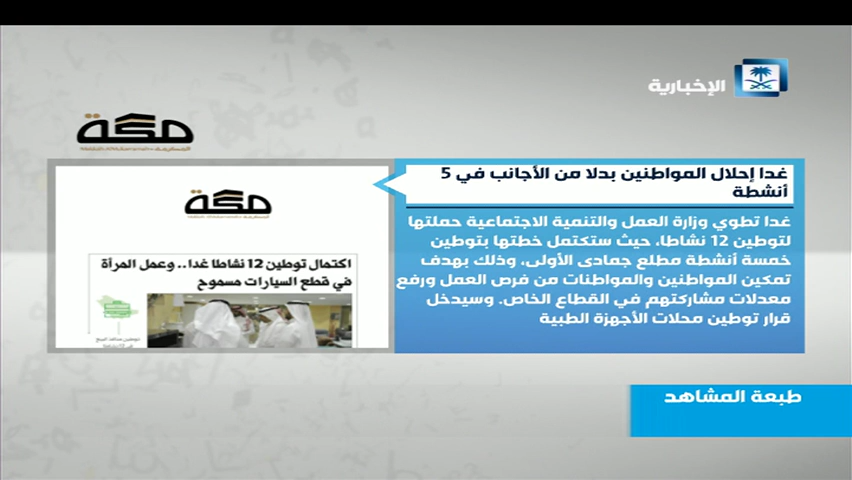 الإخبارية
مكة
غدا إحلال المواطنين بدلا من الأجانب في 5
أنشطة
غدا تطوي وزارة العمل والتنمية الاجتماعية حملتها
لتوطين 12 نشاطا، حيث ستكتمل خطتها بتوطين
خمسة أنشطة مطلع جمادى الأولى، وذلك بهدف
تمكين المواطنين والمواطنات من فرص العمل ورفع
معدلات مشاركتهم في القطاع الخاص. وسيدخل
قرار توطين محلات الأجهزة الطبية
مكة
اكتمال توطين 12 نشاطا غدا.. وعمل المرأة
في قطع السيارات مسموح
توطين منافذ البيع
طبعة المشاهد